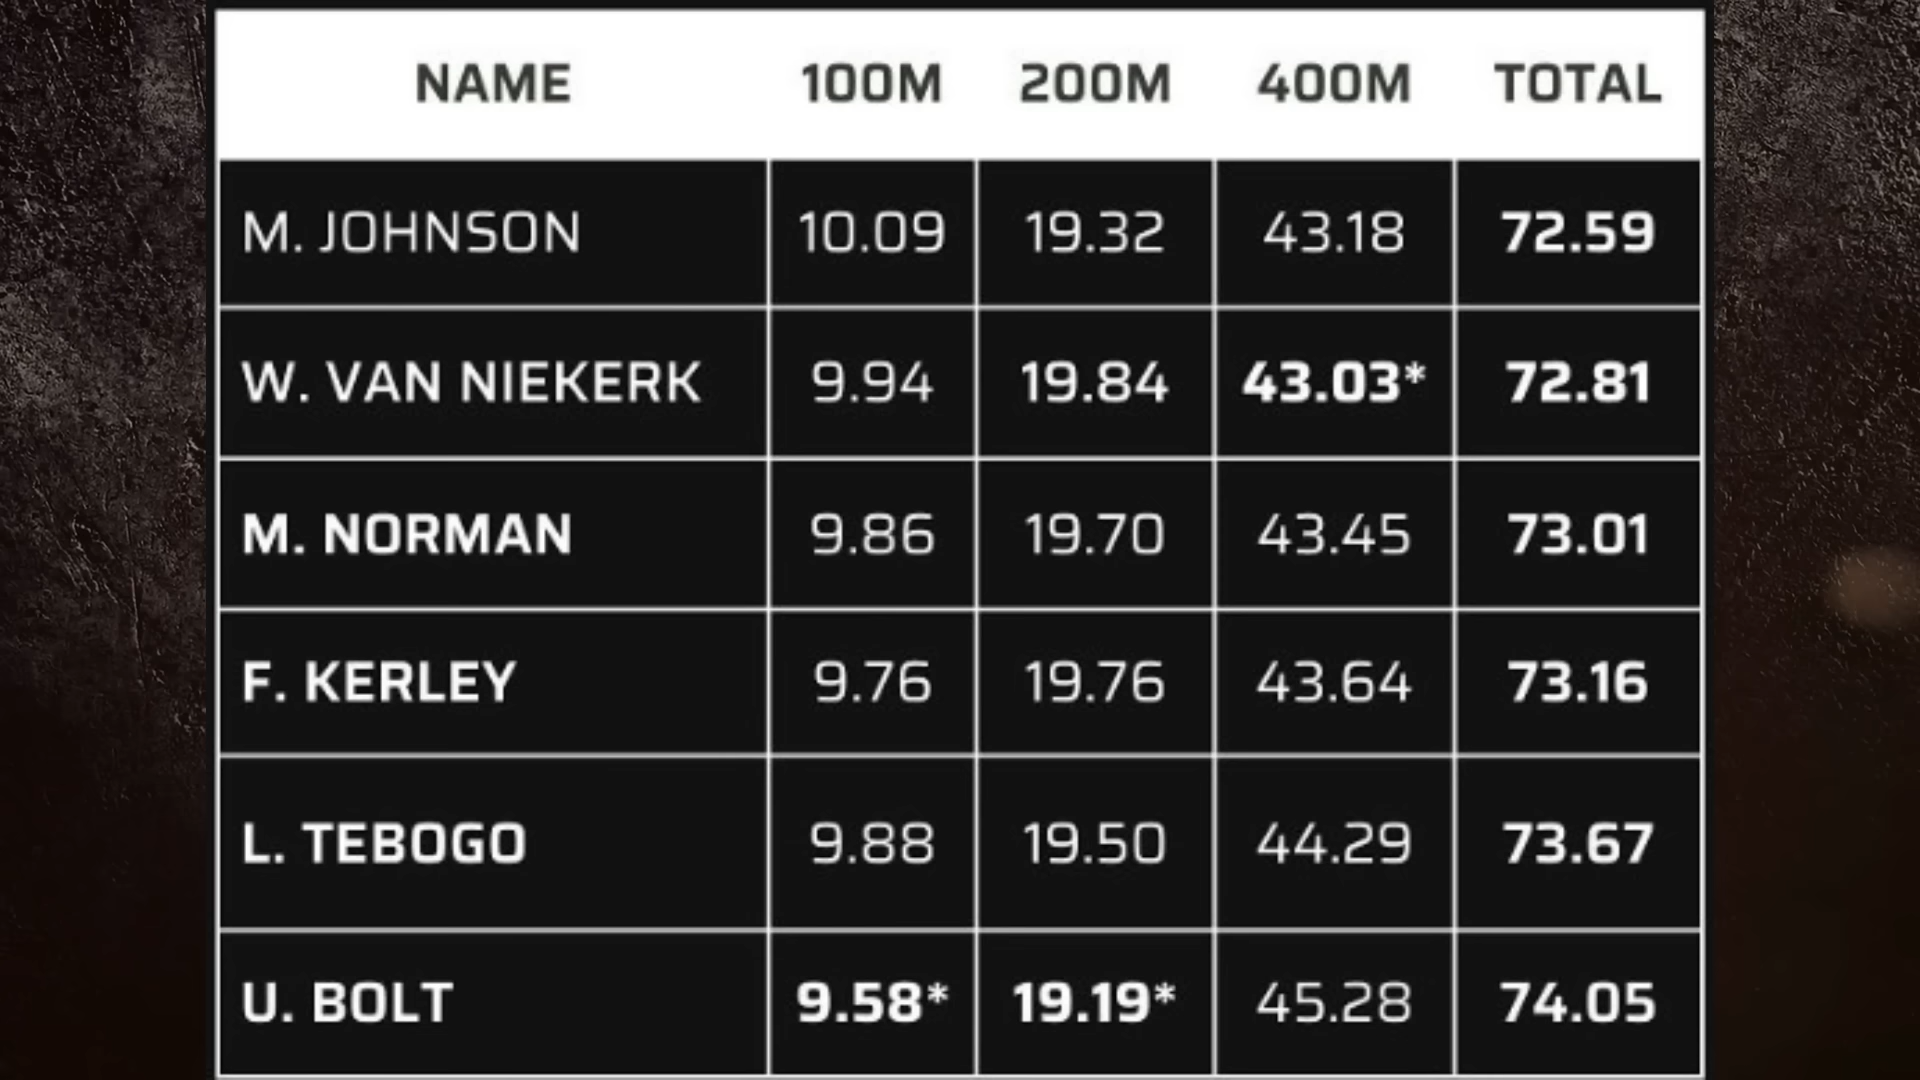 NAME 100M 200M 400M TOTAL
M. JOHNSON 10.09 19.32 43.18 72.59
W. VAN NIEKERK 9.94 19.84 43.03* 72.81
M. NORMAN 9.86 19.70 43.45 73.01
F. KERLEY 9.76 19.76 43.64 73.16
L. TEBOGO 9.88 19.50 44.29 73.67
U. BOLT 9.58* 19.19* 45.28 74.05